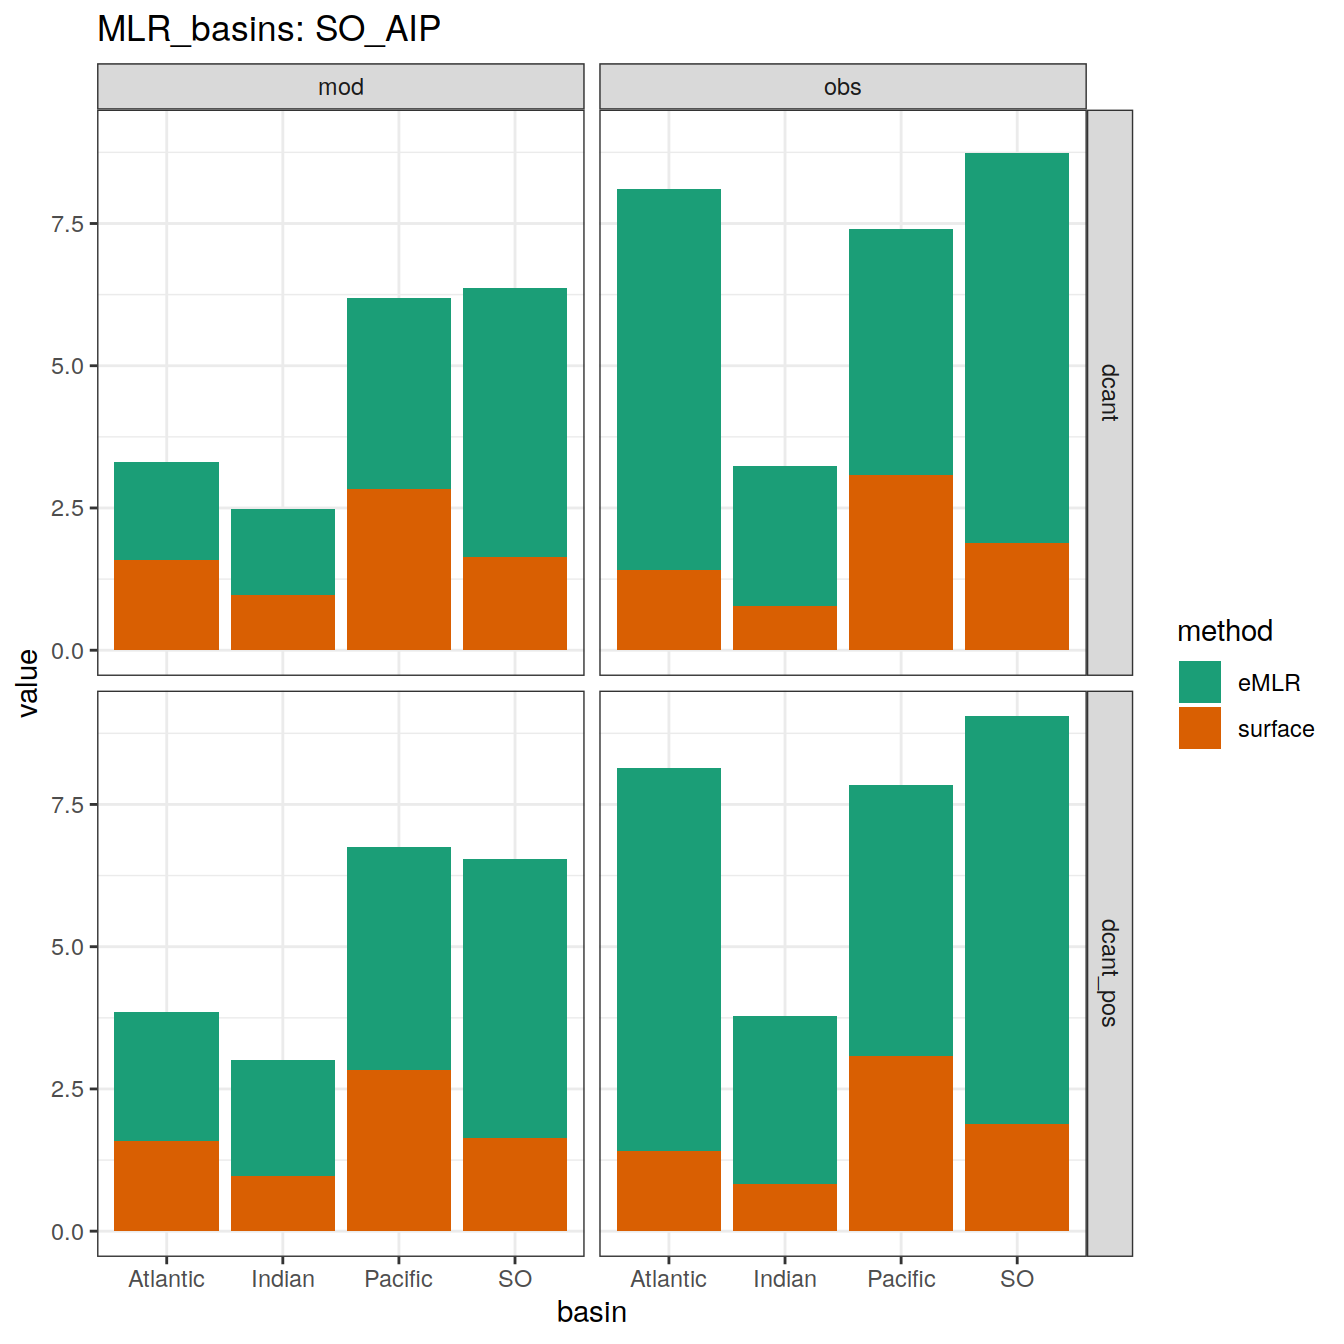 MLR_basins: SO_AIP
mod
obs
7.5
5.0
2.5
0.0
dcant
7.5
5.0
2.5
0.0
dcant_pos
value
Atlantic Indian Pacific SO
Atlantic Indian Pacific SO
basin
method
eMLR
surface